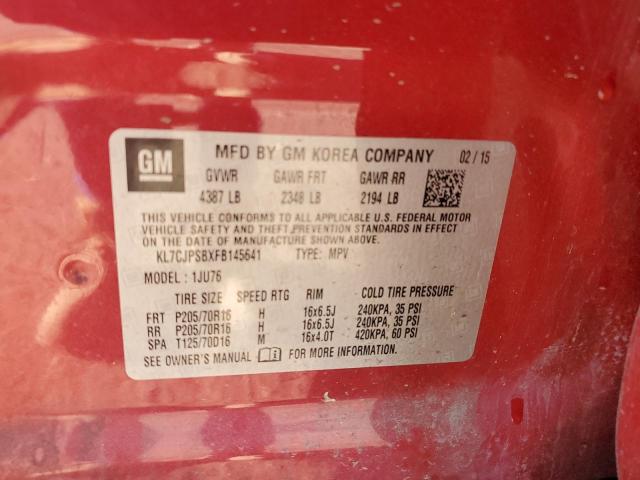 GM MFD BY GM KOREA COMPANY 02 / 15
GVWR GAWR FRT GAWR RR
4387 LB 2348 LB 2194 LB
THIS VEHICLE CONFORMS TO ALL APPLICABLE U.S. FEDERAL MOTOR
VEHICLE SAFETY AND THEFT PREVENTION STANDARDS IN EFFECT
ON THE DATE OF MANUFACTURE SHOWN ABOVE.
KL7CJPSBXFB145641 TYPE: MPV
MODEL: 1JU76
TIRE SIZE SPEED RTG RIM COLD TIRE PRESSURE
FRT P205/70R16 H 16x6.5J 240KPA, 35 PSI
RR P205/70R16 H 16x6.5J 240KPA, 35 PSI
SPA T125/70D16 M 16x4.0T 420KPA, 60 PSI
SEE OWNER'S MANUAL FOR MORE INFORMATION.